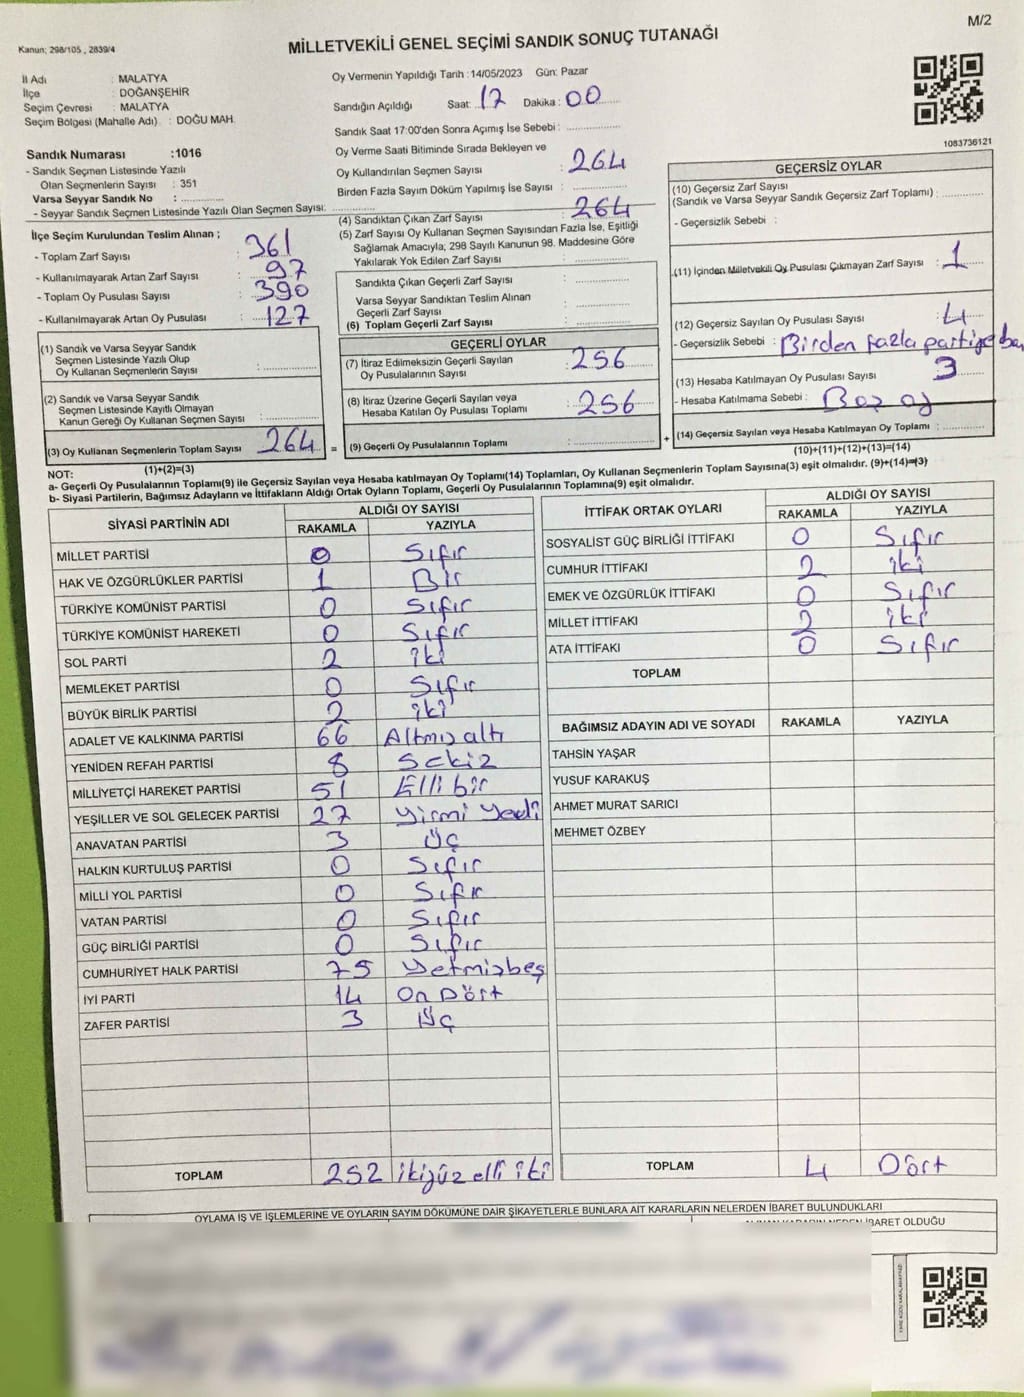 M/2
Kanun; 298/105 , 2839/4
MİLLETVEKİLİ GENEL SEÇİMİ SANDIK SONUÇ TUTANAĞI
İl Adı : MALATYA
İlçe : DOĞANŞEHİR
Seçim Çevresi : MALATYA
Seçim Bölgesi (Mahalle Adı) : DOĞU MAH.
Sandık Numarası :1016
- Sandık Seçmen Listesinde Yazılı
Olan Seçmenlerin Sayısı : 351
Varsa Seyyar Sandık No :
- Seyyar Sandık Seçmen Listesinde Yazılı Olan Seçmen Sayısı:
Oy Vermenin Yapıldığı Tarih :14/05/2023 Gün: Pazar
Sandığın Açıldığı Saat: 17 Dakika : 00
Sandık Saat 17:00'den Sonra Açımış İse Sebebi :
Oy Verme Saati Bitiminde Sırada Bekleyen ve
Oy Kullandırılan Seçmen Sayısı : 264
Birden Fazla Sayım Döküm Yapılmış İse Sayısı :
1083736121
İlçe Seçim Kurulundan Teslim Alınan ;
- Toplam Zarf Sayısı : 361
- Kullanılmayarak Artan Zarf Sayısı : 97
- Toplam Oy Pusulası Sayısı : 390
- Kullanılmayarak Artan Oy Pusulası : 127
(1) Sandık ve Varsa Seyyar Sandık
Seçmen Listesinde Yazılı Olup
Oy Kullanan Seçmenlerin Sayısı :
(2) Sandık ve Varsa Seyyar Sandık
Seçmen Listesinde Kayıtlı Olmayan
Kanun Gereği Oy Kullanan Seçmen Sayısı :
(3) Oy Kullanan Seçmenlerin Toplam Sayısı : 264
(1)+(2)=(3)
(4) Sandıktan Çıkan Zarf Sayısı : 264
(5) Zarf Sayısı Oy Kullanan Seçmen Sayısından Fazla İse, Eşitliği
Sağlamak Amacıyla; 298 Sayılı Kanunun 98. Maddesine Göre
Yakılarak Yok Edilen Zarf Sayısı :
Sandıkta Çıkan Geçerli Zarf Sayısı :
Varsa Seyyar Sandıktan Teslim Alınan
Geçerli Zarf Sayısı :
(6) Toplam Geçerli Zarf Sayısı :
GEÇERLİ OYLAR
(7) İtiraz Edilmeksizin Geçerli Sayılan
Oy Pusulalarının Sayısı : 256
(8) İtiraz Üzerine Geçerli Sayılan veya
Hesaba Katılan Oy Pusulası Toplamı : 256
= (9) Geçerli Oy Pusulalarının Toplamı : +
GEÇERSİZ OYLAR
(10) Geçersiz Zarf Sayısı
(Sandık ve Varsa Seyyar Sandık Geçersiz Zarf Toplamı) :
- Geçersizlik Sebebi :
(11) İçinden Milletvekili Oy Pusulası Çıkmayan Zarf Sayısı : 1
(12) Geçersiz Sayılan Oy Pusulası Sayısı : 4
- Geçersizlik Sebebi : Birden fazla partiye
(13) Hesaba Katılmayan Oy Pusulası Sayısı : 3
- Hesaba Katılmama Sebebi : Boş oy
(14) Geçersiz Sayılan veya Hesaba Katılmayan Oy Toplamı :
(10)+(11)+(12)+(13)=(14)
NOT:
a- Geçerli Oy Pusulalarının Toplamı(9) ile Geçersiz Sayılan veya Hesaba katılmayan Oy Toplamı(14) Toplamları, Oy Kullanan Seçmenlerin Toplam Sayısına(3) eşit olmalıdır. (9)+(14)=(3)
b- Siyasi Partilerin, Bağımsız Adayların ve İttifakların Aldığı Ortak Oyların Toplamı, Geçerli Oy Pusulalarının Toplamına(9) eşit olmalıdır.
SİYASİ PARTİNİN ADI ALDIĞI OY SAYISI
RAKAMLA YAZIYLA
MİLLET PARTİSİ 0 Sıfır
HAK VE ÖZGÜRLÜKLER PARTİSİ 1 Bir
TÜRKİYE KOMÜNİST PARTİSİ 0 Sıfır
TÜRKİYE KOMÜNİST HAREKETİ 0 Sıfır
SOL PARTİ 2 iki
MEMLEKET PARTİSİ 0 Sıfır
BÜYÜK BİRLİK PARTİSİ 2 iki
ADALET VE KALKINMA PARTİSİ 66 Altmış altı
YENİDEN REFAH PARTİSİ 8 Sekiz
MİLLİYETÇİ HAREKET PARTİSİ 51 Elli bir
YEŞİLLER VE SOL GELECEK PARTİSİ 27 Yirmi Yedi
ANAVATAN PARTİSİ 3 Üç
HALKIN KURTULUŞ PARTİSİ 0 Sıfır
MİLLİ YOL PARTİSİ 0 Sıfır
VATAN PARTİSİ 0 Sıfır
GÜÇ BİRLİĞİ PARTİSİ 0 Sıfır
CUMHURİYET HALK PARTİSİ 75 Yetmişbeş
İYİ PARTİ 14 On Dört
ZAFER PARTİSİ 3 Üç
TOPLAM 252 ikiyüz elli iki
İTTİFAK ORTAK OYLARI ALDIĞI OY SAYISI
RAKAMLA YAZIYLA
SOSYALİST GÜÇ BİRLİĞİ İTTİFAKI 0 Sıfır
CUMHUR İTTİFAKI 2 iki
EMEK VE ÖZGÜRLÜK İTTİFAKI 0 Sıfır
MİLLET İTTİFAKI 2 iki
ATA İTTİFAKI 0 Sıfır
TOPLAM
BAĞIMSIZ ADAYIN ADI VE SOYADI RAKAMLA YAZIYLA
TAHSİN YAŞAR
YUSUF KARAKUŞ
AHMET MURAT SARICI
MEHMET ÖZBEY
TOPLAM 4 Dört
OYLAMA İŞ VE İŞLEMLERİNE VE OYLARIN SAYIM DÖKÜMÜNE DAİR ŞİKAYETLERLE BUNLARA AİT KARARLARIN NELERDEN İBARET BULUNDUKLARI
İBARET OLDUĞU